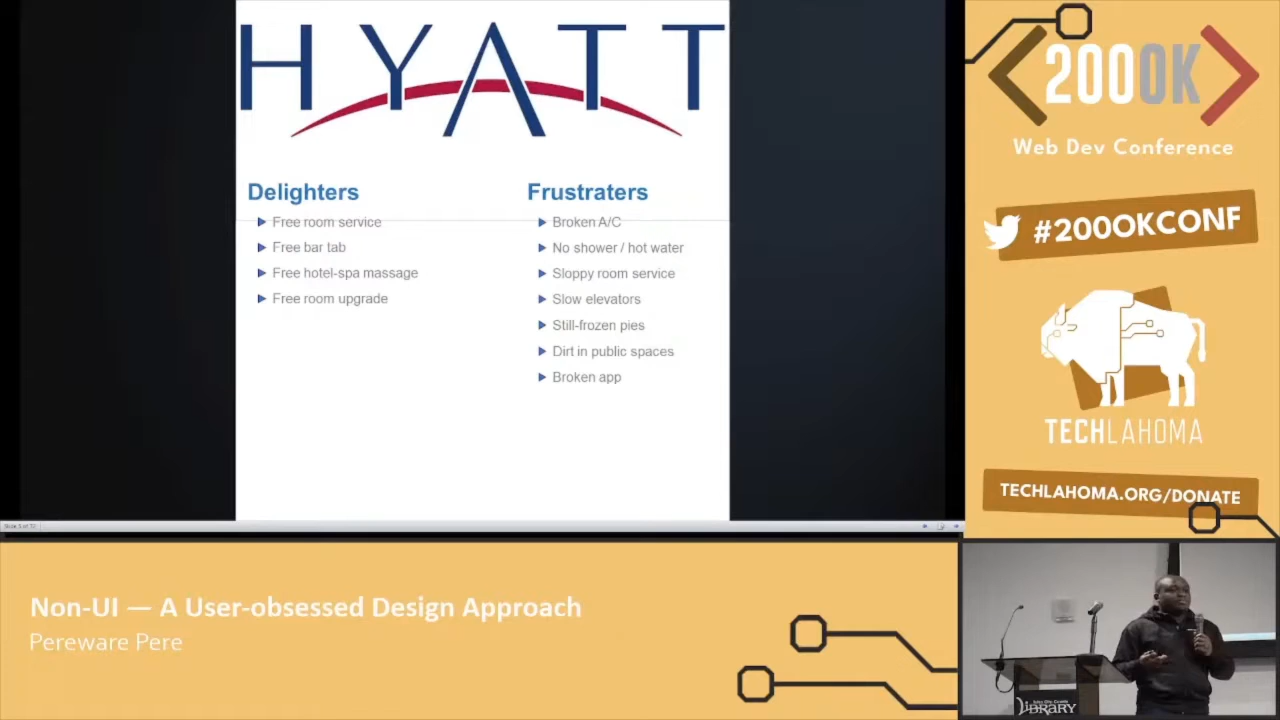 HYATT
Delighters
Free room service
Free bar tab
Free hotel-spa massage
Free room upgrade
Frustraters
Broken A/C
No shower / hot water
Sloppy room service
Slow elevators
Still-frozen pies
Dirt in public spaces
Broken app
200OK
Web Dev Conference
#200OKCONF
TECHLAHOMA
TECHLAHOMA.ORG/DONATE
Non-UI — A User-obsessed Design Approach
Pereware Pere
LIBRARY